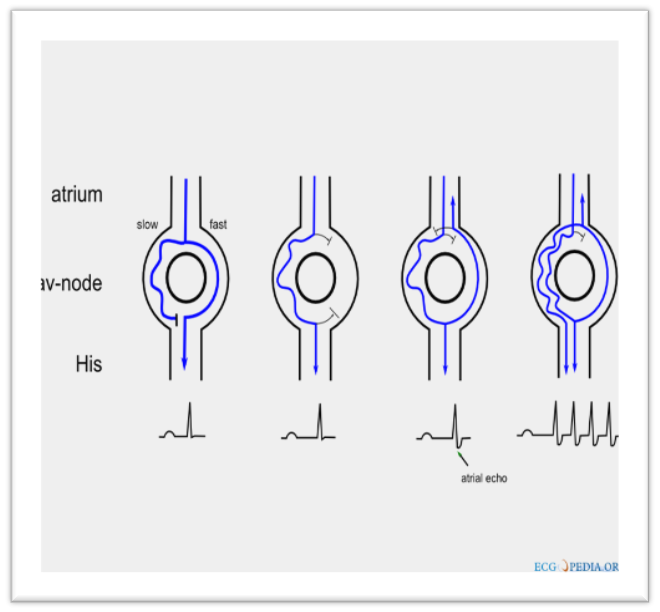 atrium
slow fast
av-node
His
atrial echo
ECGPEDIA.OR